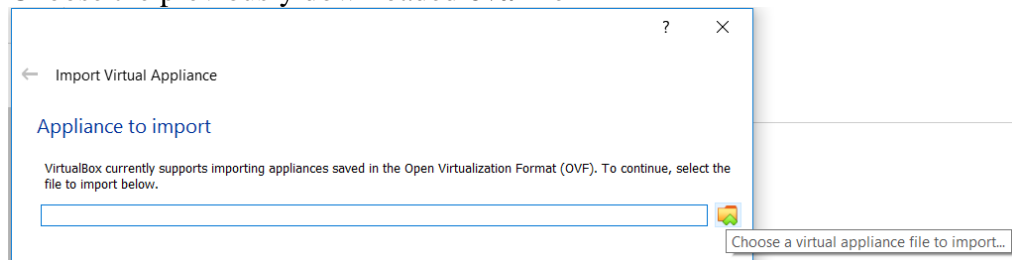 ?
Import Virtual Appliance
Appliance to import
VirtualBox currently supports importing appliances saved in the Open Virtualization Format (OVF). To continue, select the
file to import below.
Choose a virtual appliance file to import...